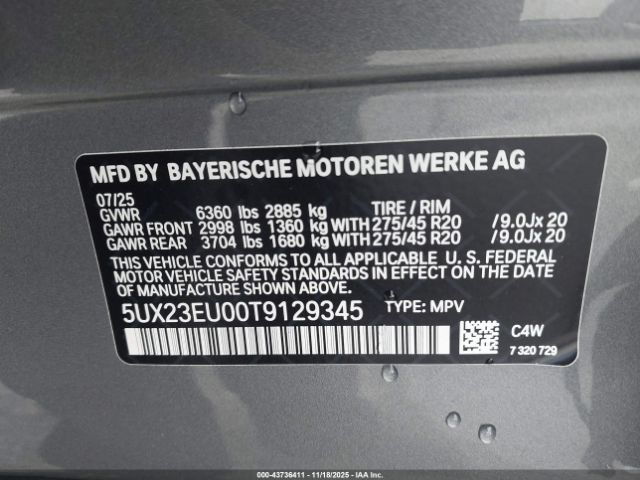 MFD BY BAYERISCHE MOTOREN WERKE AG
07/25
GVWR 6360 lbs 2885 kg TIRE / RIM
GAWR FRONT 2998 lbs 1360 kg WITH 275/45 R20 /9.0Jx 20
GAWR REAR 3704 lbs 1680 kg WITH 275/45 R20 /9.0Jx 20
THIS VEHICLE CONFORMS TO ALL APPLICABLE U. S. FEDERAL
MOTOR VEHICLE SAFETY STANDARDS IN EFFECT ON THE
DATE OF MANUFACTURE SHOWN ABOVE.
5UX23EU00T9129345 TYPE: MPV
C4W
7 320 729
000-43736411 — 11/18/2025 — IAAI.COM